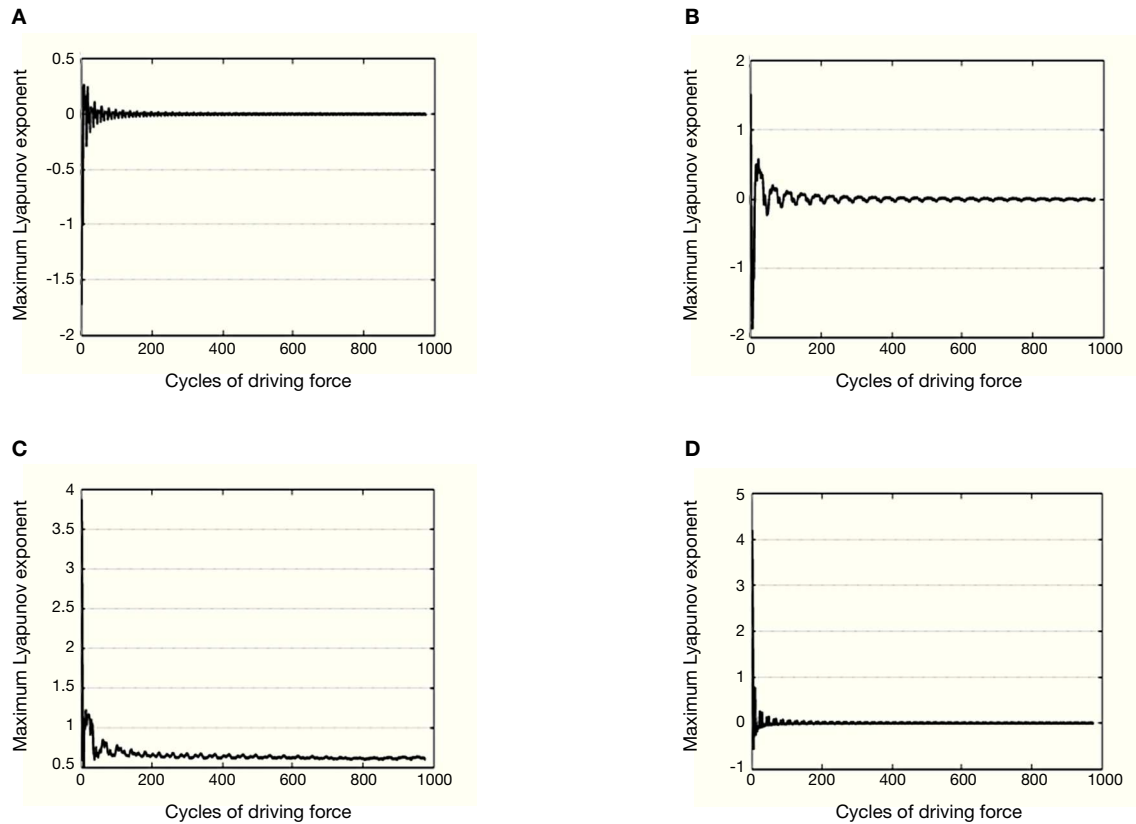 A
Maximum Lyapunov exponent
0.5
0
-0.5
-1
-1.5
-2
0 200 400 600 800 1000
Cycles of driving force
B
Maximum Lyapunov exponent
2
1
0
-1
-2
0 200 400 600 800 1000
Cycles of driving force
C
Maximum Lyapunov exponent
4
3.5
3
2.5
2
1.5
1
0.5
0 200 400 600 800 1000
Cycles of driving force
D
Maximum Lyapunov exponent
5
4
3
2
1
0
-1
0 200 400 600 800 1000
Cycles of driving force